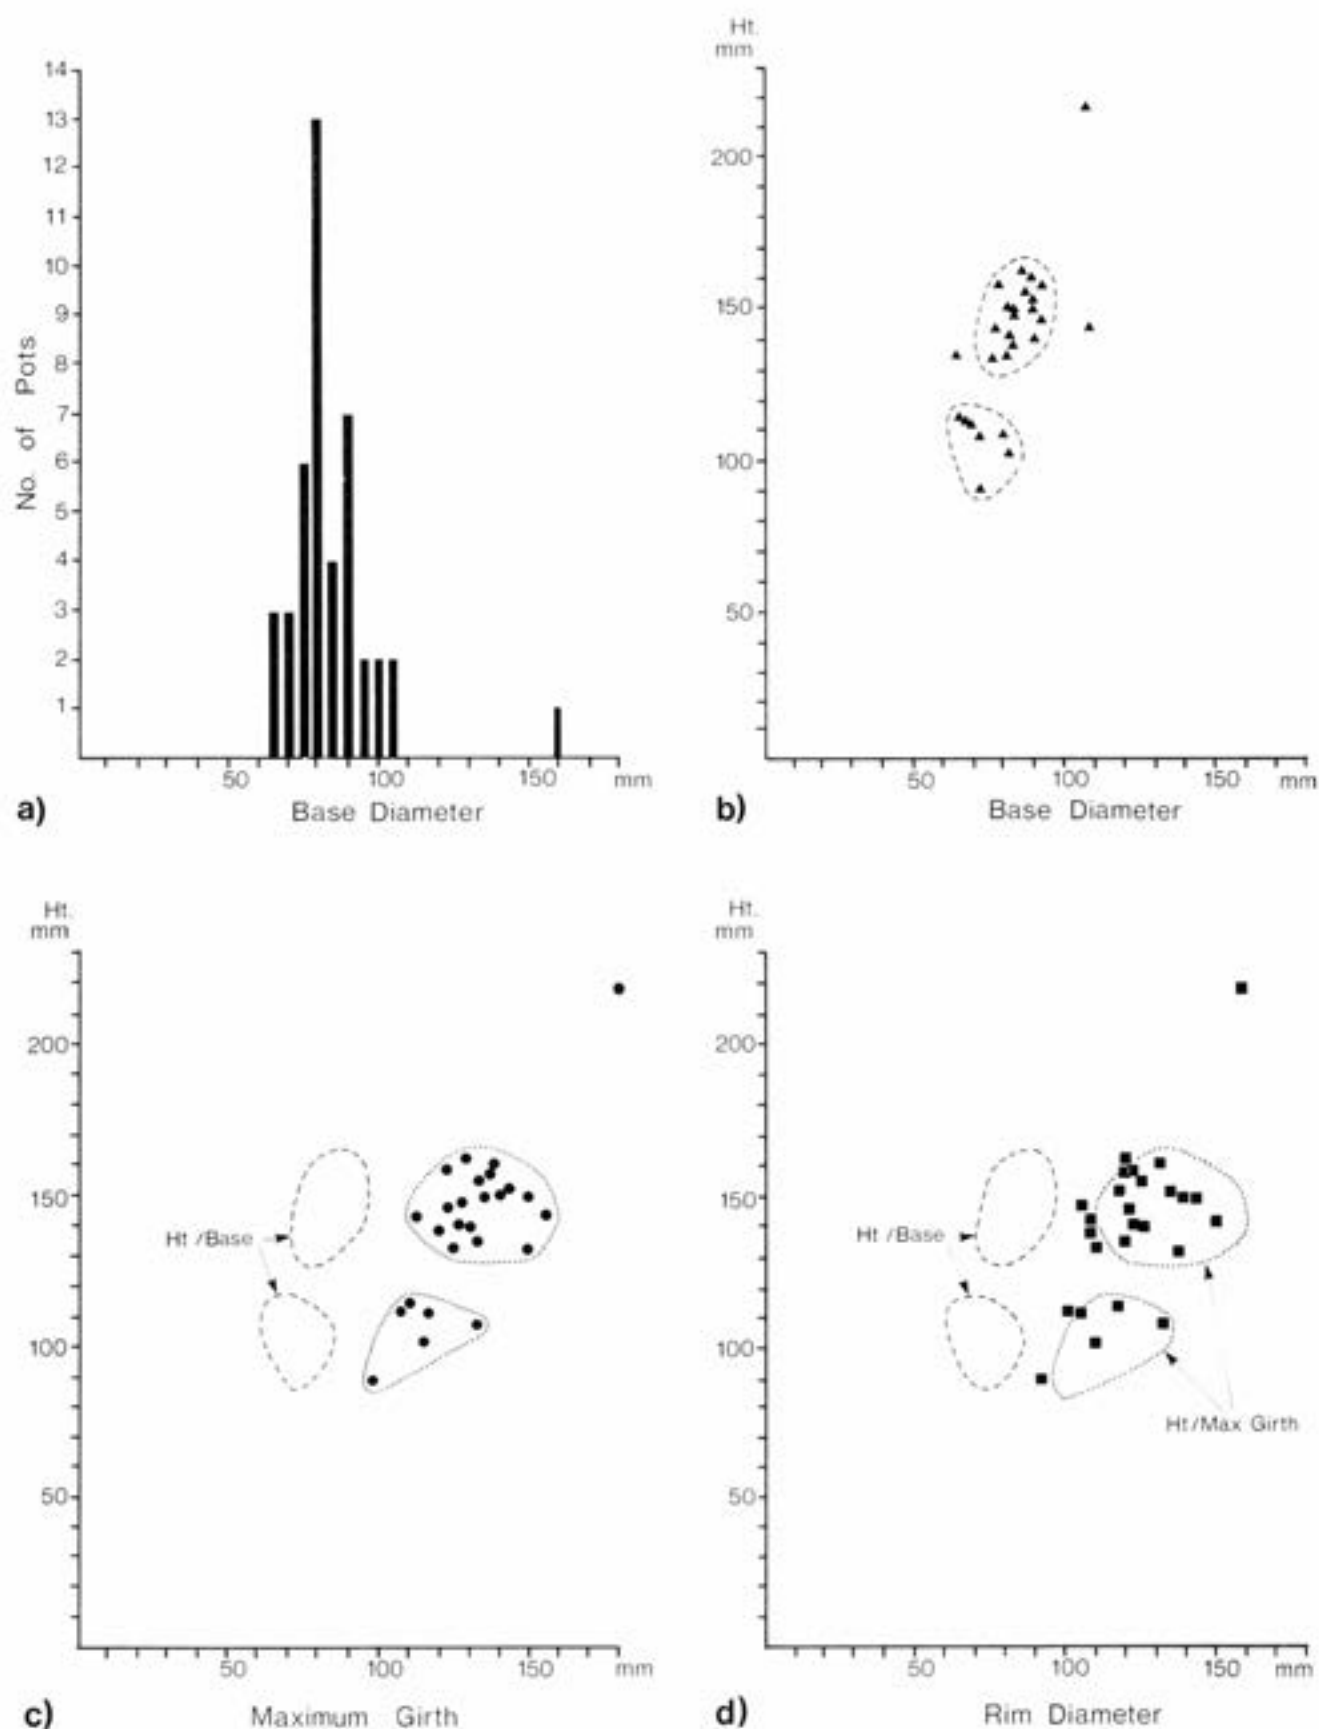 14
13
12
11
10
9
8
7
6
5
4
3
2
1
No. of Pots
50 100 150 mm
a) Base Diameter
Ht.
mm
200
150
100
50
50 100 150 mm
b) Base Diameter
Ht.
mm
200
150
Ht /Base
100
50
50 100 150 mm
c) Maximum Girth
Ht.
mm
200
150
Ht /Base
100
Ht/Max Girth
50
50 100 150 mm
d) Rim Diameter